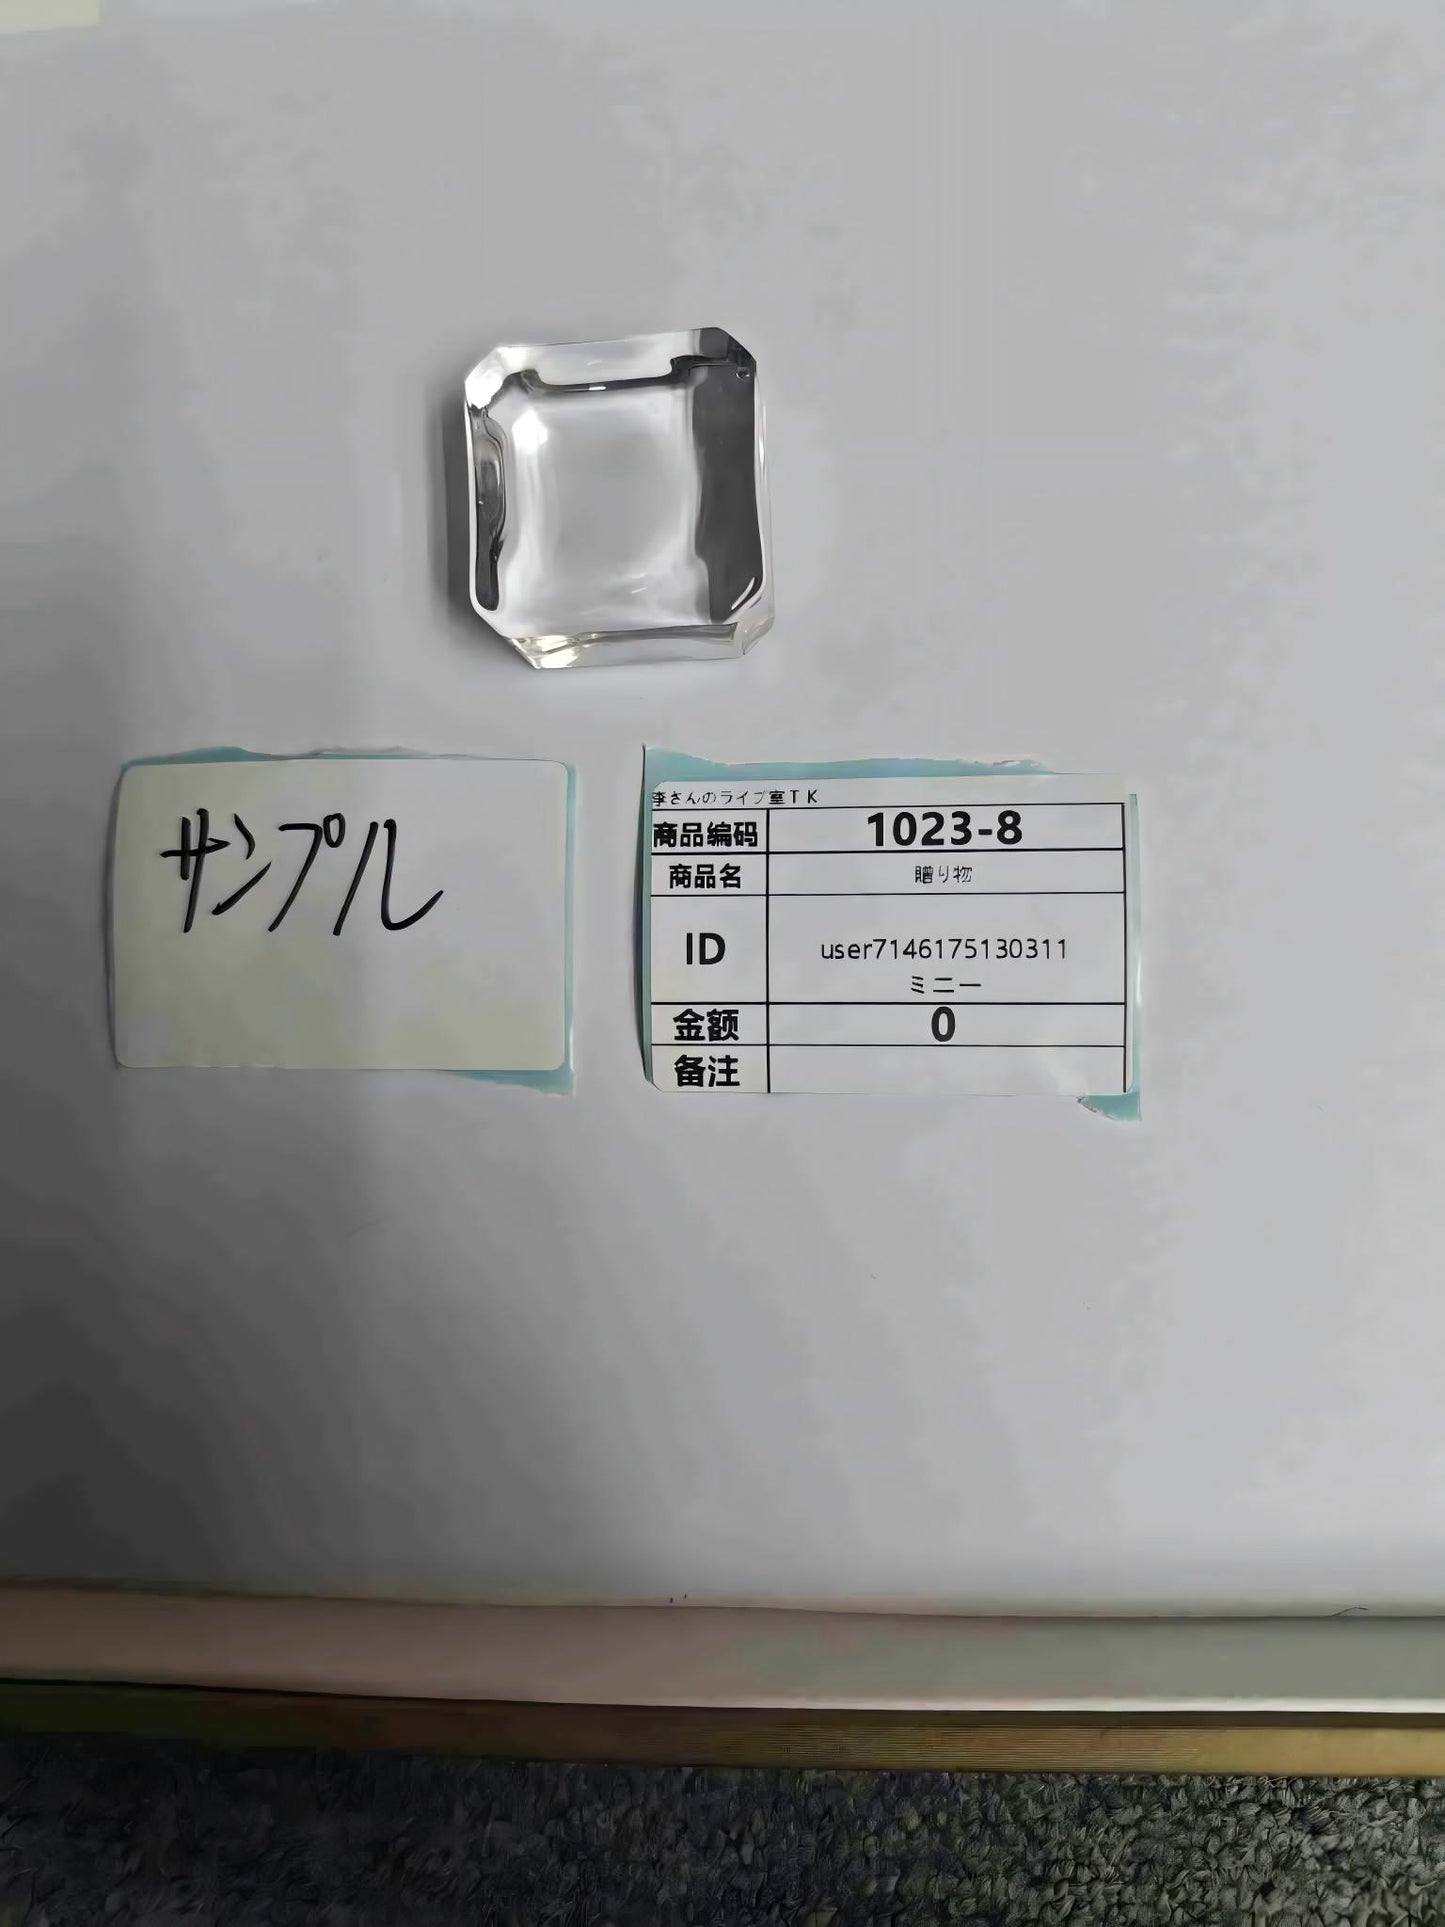 サンプル
李さんのライブ室TK
商品编码 1023-8
商品名 贈り物
ID user7146175130311
ミニー
金额 0
备注